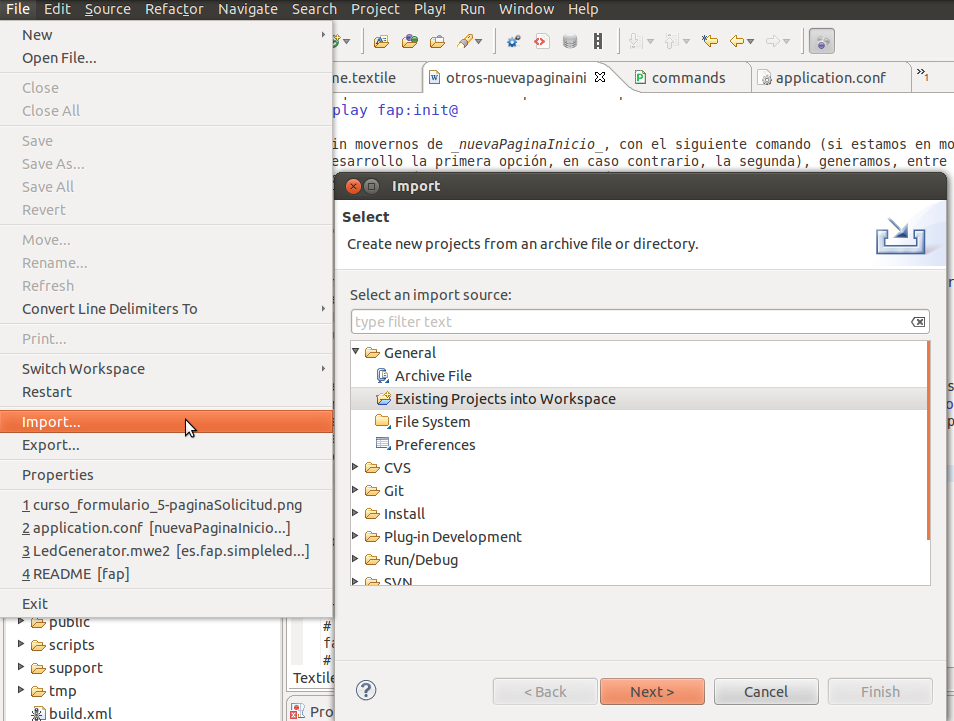 File Edit Source Refactor Navigate Search Project Play! Run Window Help
New
Open File...
Close
Close All
Save
Save As...
Save All
Revert
Move...
Rename...
Refresh
Convert Line Delimiters To
Print...
Switch Workspace
Restart
Import...
Export...
Properties
1 curso_formulario_5-paginaSolicitud.png
2 application.conf [nuevaPaginaInicio...]
3 LedGenerator.mwe2 [es.fap.simpleled...]
4 README [fap]
Exit
public
scripts
support
tmp
build.xml
me.textile otros-nuevapaginaini commands application.conf »1
play fap:init@
in movernos de _nuevaPaginaInicio_, con el siguiente comando (si estamos en mo
esarrollo la primera opción, en caso contrario, la segunda), generamos, entre
Import
Select
Create new projects from an archive file or directory.
Select an import source:
type filter text
General
Archive File
Existing Projects into Workspace
File System
Preferences
CVS
Git
Install
Plug-in Development
Run/Debug
SVN
< Back Next > Cancel Finish
#
fa
#
Textile
Pro